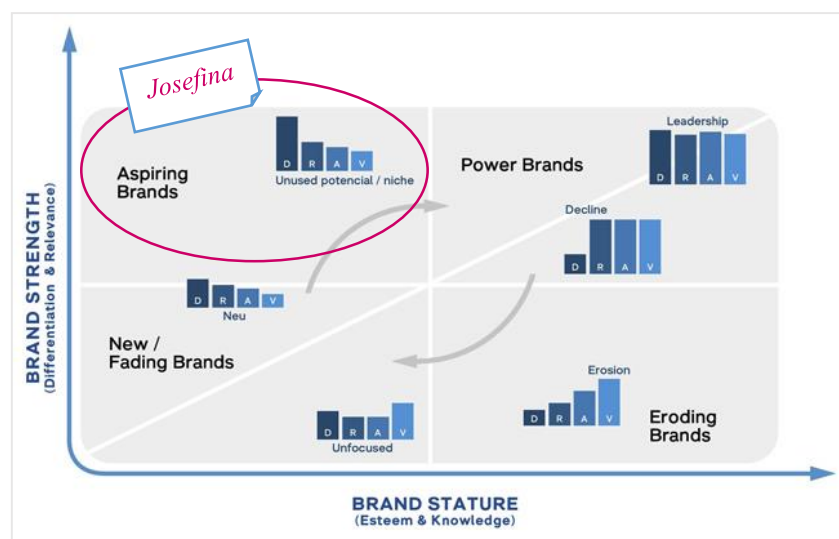 Josefina
Aspiring
Brands
D R A V
Unused potencial / niche
Power Brands
Leadership
D R A V
Decline
D R A V
D R A V
Neu
New /
Fading Brands
D R A V
Unfocused
Erosion
D R A V
Eroding
Brands
BRAND STRENGTH
(Differentiation & Relevance)
BRAND STATURE
(Esteem & Knowledge)